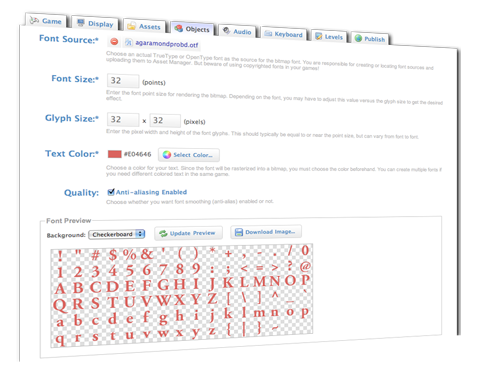 Game Display Assets Objects Audio Keyboard Levels Publish
Font Source:* agaramondprobd.otf
Choose an actual TrueType or OpenType font as the source for the bitmap font. You are responsible for creating or locating font sources and
uploading them to Asset Manager. But beware of using copyrighted fonts in your games!
Font Size:* 32 (points)
Enter the font point size for rendering the bitmap. Depending on the font, you may have to adjust this value versus the glyph size to get the desired
effect.
Glyph Size:* 32 x 32 (pixels)
Enter the pixel width and height of the font glyphs. This should typically be equal to or near the point size, but can vary from font to font.
Text Color:* #E04646 Select Color...
Choose a color for your text. Since the font will be rasterized into a bitmap, you must choose the color beforehand. You can create multiple fonts if
you need different colored text in the same game.
Quality: Anti-aliasing Enabled
Choose whether you want font smoothing (anti-alias) enabled or not.
Font Preview
Background: Checkerboard Update Preview Download Image...
! " # $ % & ' ( ) * + , - . / 0
1 2 3 4 5 6 7 8 9 : ; < = > ? @
A B C D E F G H I J K L M N O P
Q R S T U V W X Y Z [ \ ] ^ _ `
a b c d e f g h i j k l m n o p
q r s t u v w x y z { | } ~